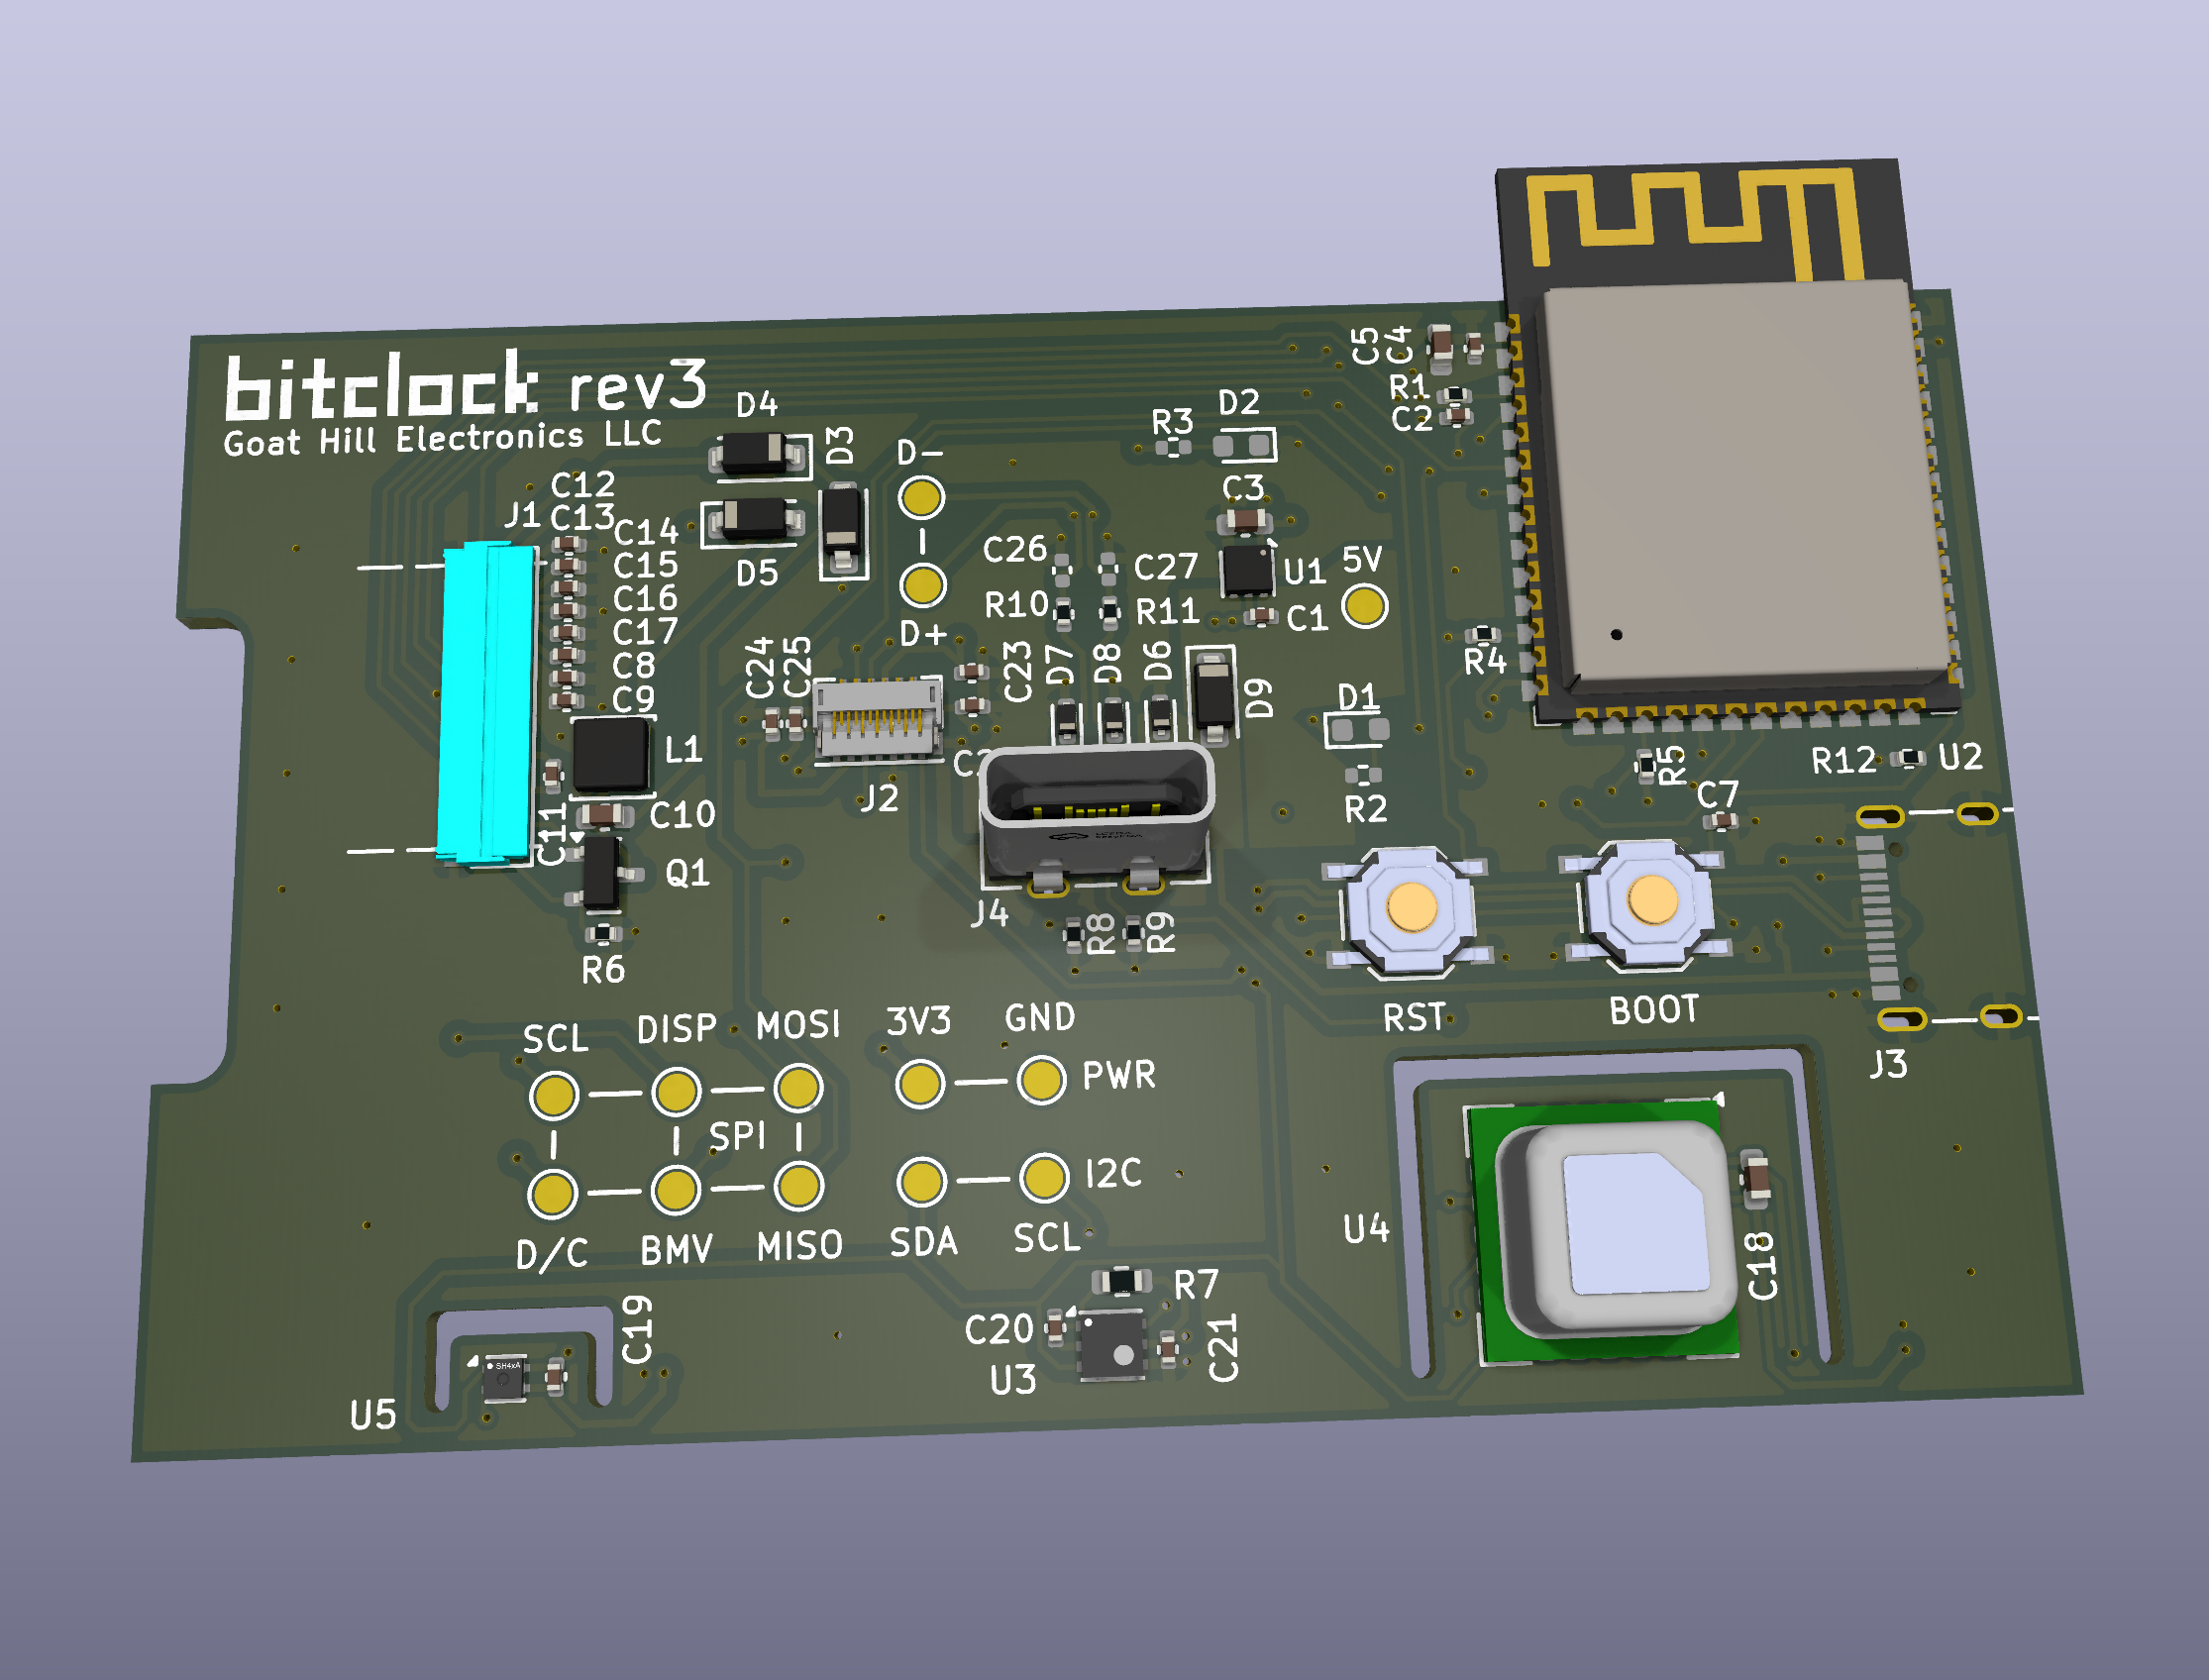 bitclock rev3
Goat Hill Electronics LLC
D4
D3
D-
R3
D2
C5
C4
R1
C2
C12
J1
C13
C14
C15
C16
C17
C8
C9
D5
D+
C3
C26
C27
U1
5V
R10
R11
C1
C24
C25
C23
D7
D8
D6
D9
R4
D1
L1
J2
R2
R5
R12
U2
C7
C10
C11
Q1
J4
R8
R9
R6
RST
BOOT
J3
SCL
DISP
MOSI
3V3
GND
PWR
SPI
I2C
D/C
BMV
MISO
SDA
SCL
U4
C18
R7
C20
U3
C21
C19
SH4xA
U5